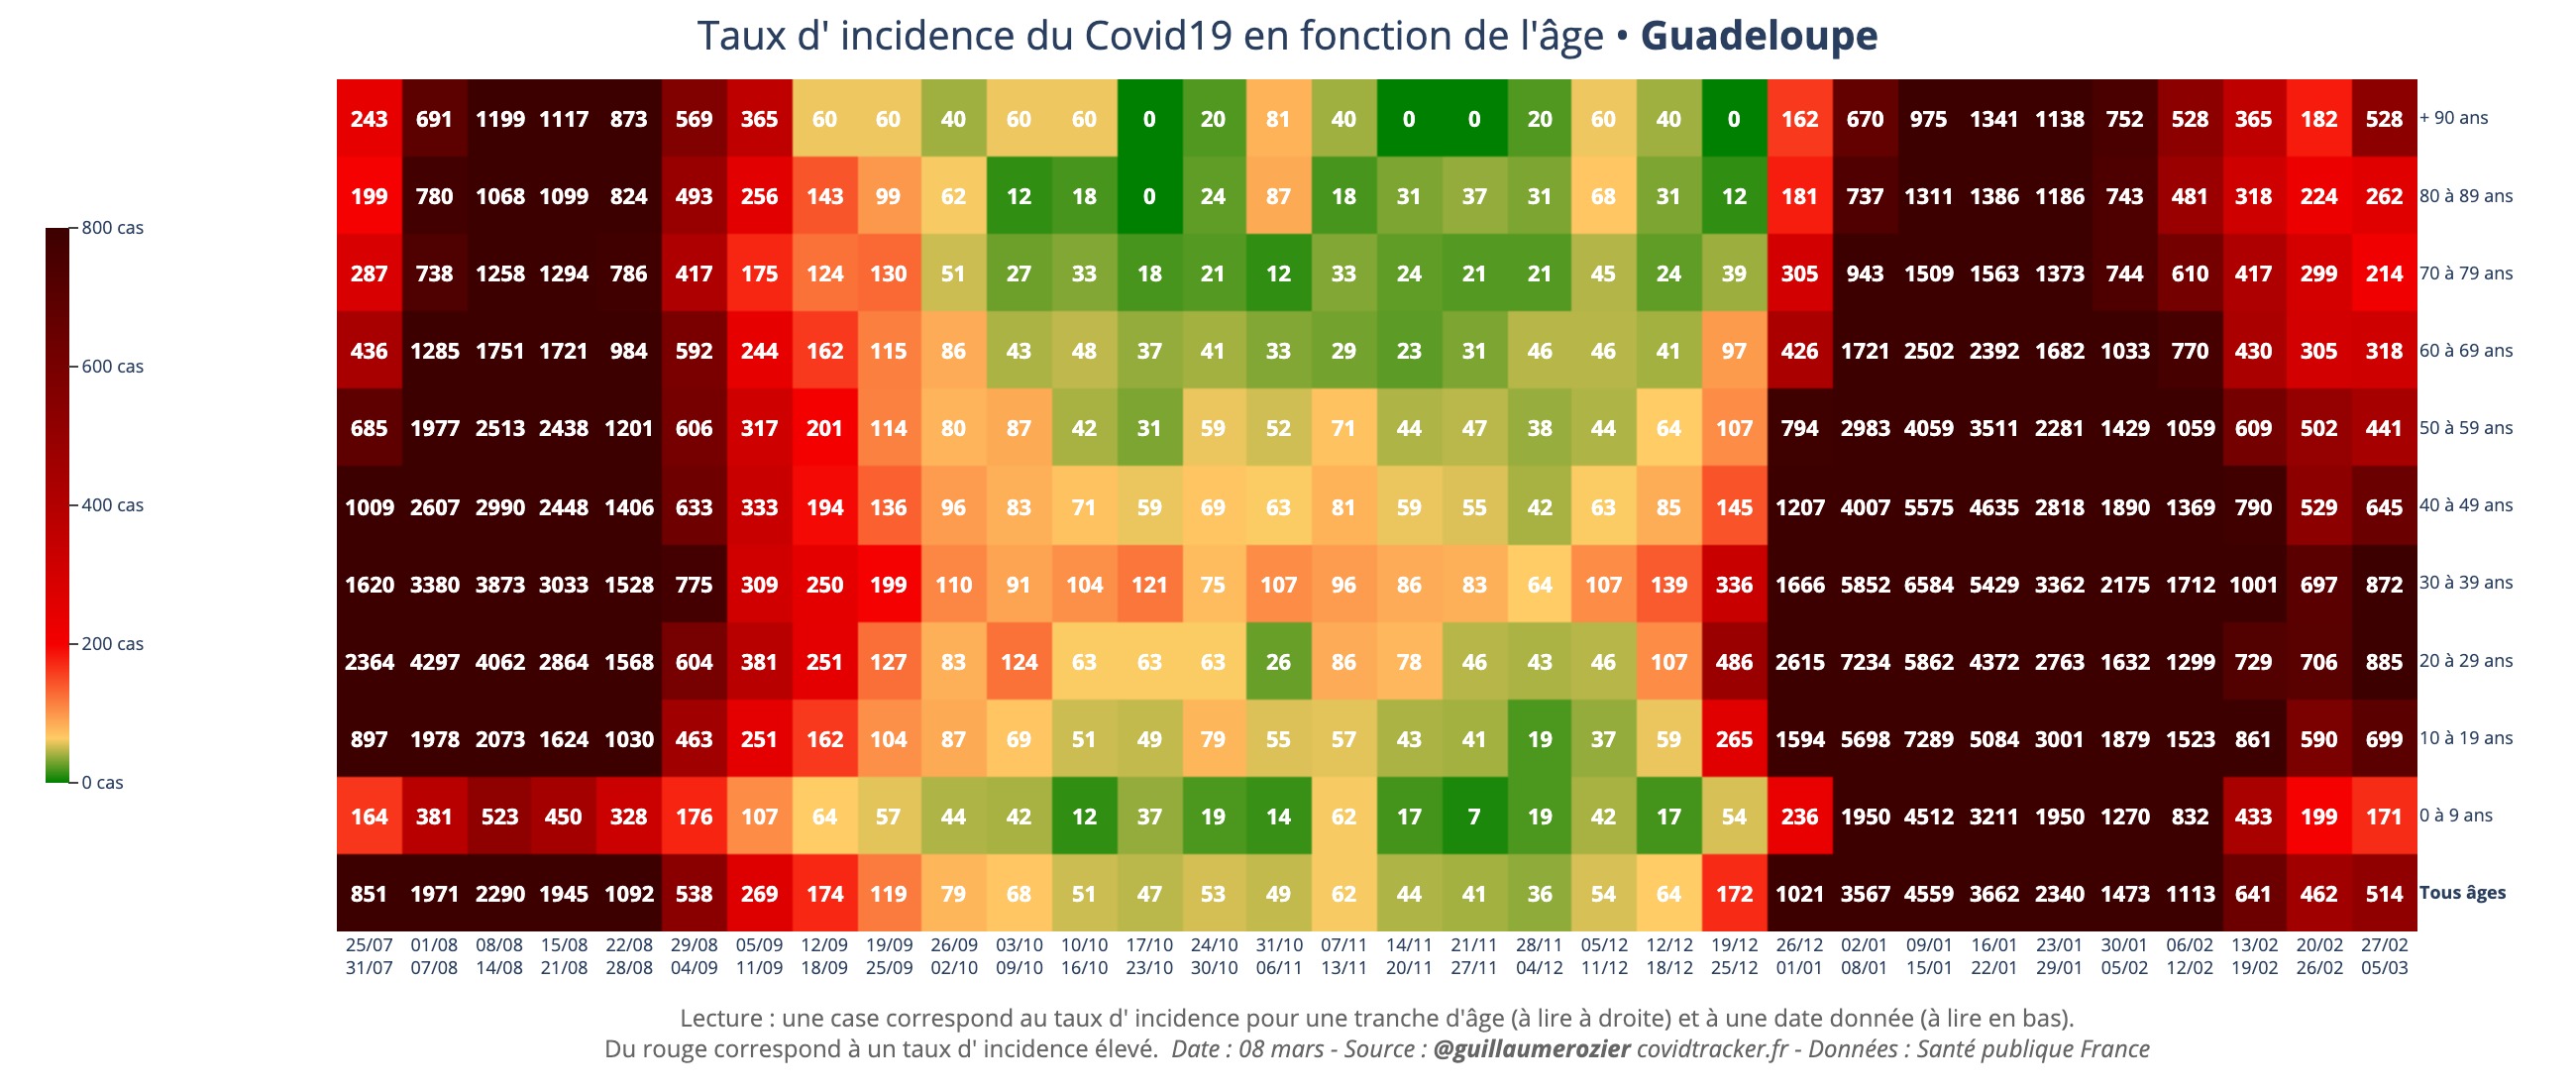 Taux d' incidence du Covid19 en fonction de l'âge • Guadeloupe
800 cas
600 cas
400 cas
200 cas
0 cas
243 691 1199 1117 873 569 365 60 60 40 60 60 0 20 81 40 0 0 20 60 40 0 162 670 975 1341 1138 752 528 365 182 528 + 90 ans
199 780 1068 1099 824 493 256 143 99 62 12 18 0 24 87 18 31 37 31 68 31 12 181 737 1311 1386 1186 743 481 318 224 262 80 à 89 ans
287 738 1258 1294 786 417 175 124 130 51 27 33 18 21 12 33 24 21 21 45 24 39 305 943 1509 1563 1373 744 610 417 299 214 70 à 79 ans
436 1285 1751 1721 984 592 244 162 115 86 43 48 37 41 33 29 23 31 46 46 41 97 426 1721 2502 2392 1682 1033 770 430 305 318 60 à 69 ans
685 1977 2513 2438 1201 606 317 201 114 80 87 42 31 59 52 71 44 47 38 44 64 107 794 2983 4059 3511 2281 1429 1059 609 502 441 50 à 59 ans
1009 2607 2990 2448 1406 633 333 194 136 96 83 71 59 69 63 81 59 55 42 63 85 145 1207 4007 5575 4635 2818 1890 1369 790 529 645 40 à 49 ans
1620 3380 3873 3033 1528 775 309 250 199 110 91 104 121 75 107 96 86 83 64 107 139 336 1666 5852 6584 5429 3362 2175 1712 1001 697 872 30 à 39 ans
2364 4297 4062 2864 1568 604 381 251 127 83 124 63 63 63 26 86 78 46 43 46 107 486 2615 7234 5862 4372 2763 1632 1299 729 706 885 20 à 29 ans
897 1978 2073 1624 1030 463 251 162 104 87 69 51 49 79 55 57 43 41 19 37 59 265 1594 5698 7289 5084 3001 1879 1523 861 590 699 10 à 19 ans
164 381 523 450 328 176 107 64 57 44 42 12 37 19 14 62 17 7 19 42 17 54 236 1950 4512 3211 1950 1270 832 433 199 171 0 à 9 ans
851 1971 2290 1945 1092 538 269 174 119 79 68 51 47 53 49 62 44 41 36 54 64 172 1021 3567 4559 3662 2340 1473 1113 641 462 514 Tous âges
25/07 01/08 08/08 15/08 22/08 29/08 05/09 12/09 19/09 26/09 03/10 10/10 17/10 24/10 31/10 07/11 14/11 21/11 28/11 05/12 12/12 19/12 26/12 02/01 09/01 16/01 23/01 30/01 06/02 13/02 20/02 27/02
31/07 07/08 14/08 21/08 28/08 04/09 11/09 18/09 25/09 02/10 09/10 16/10 23/10 30/10 06/11 13/11 20/11 27/11 04/12 11/12 18/12 25/12 01/01 08/01 15/01 22/01 29/01 05/02 12/02 19/02 26/02 05/03
Lecture : une case correspond au taux d' incidence pour une tranche d'âge (à lire à droite) et à une date donnée (à lire en bas).
Du rouge correspond à un taux d' incidence élevé. Date : 08 mars - Source : @guillaumerozier covidtracker.fr - Données : Santé publique France